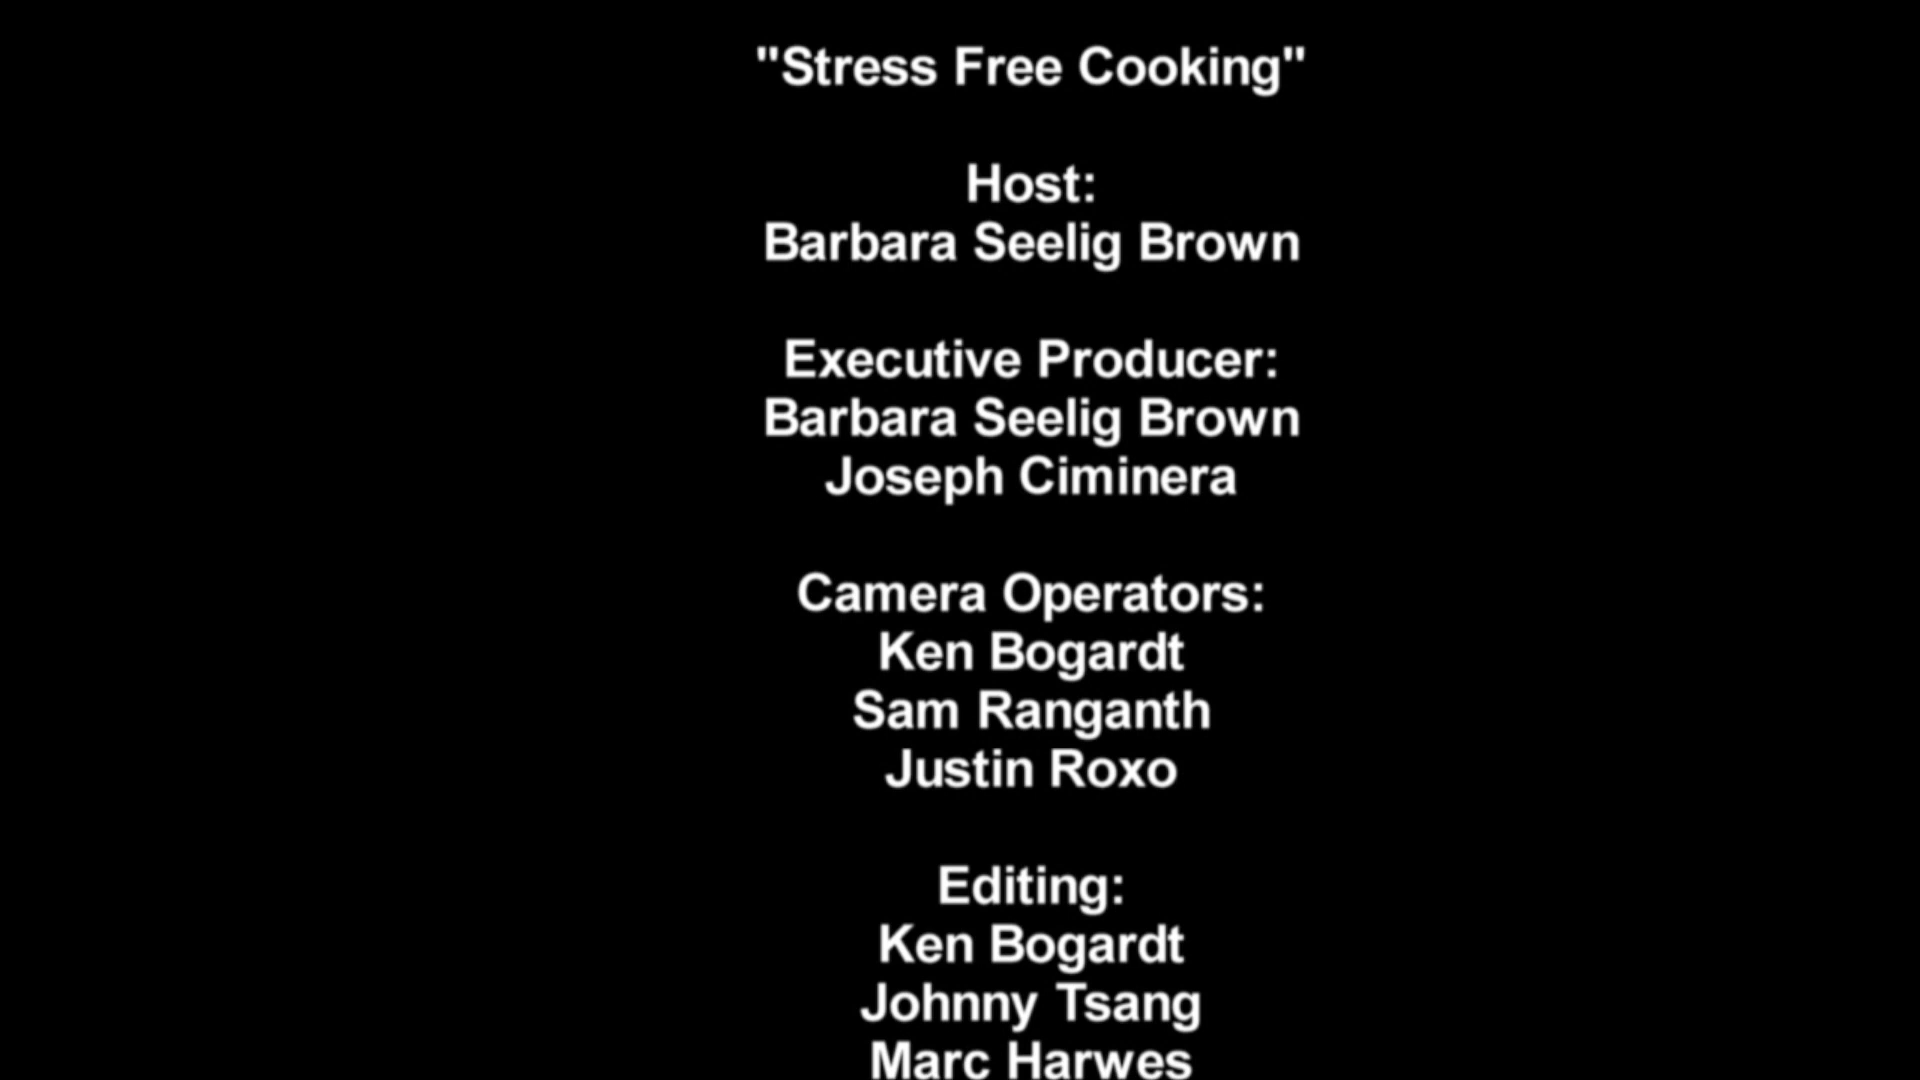 "Stress Free Cooking"
Host:
Barbara Seelig Brown
Executive Producer:
Barbara Seelig Brown
Joseph Ciminera
Camera Operators:
Ken Bogardt
Sam Ranganth
Justin Roxo
Editing:
Ken Bogardt
Johnny Tsang
Marc Harwes